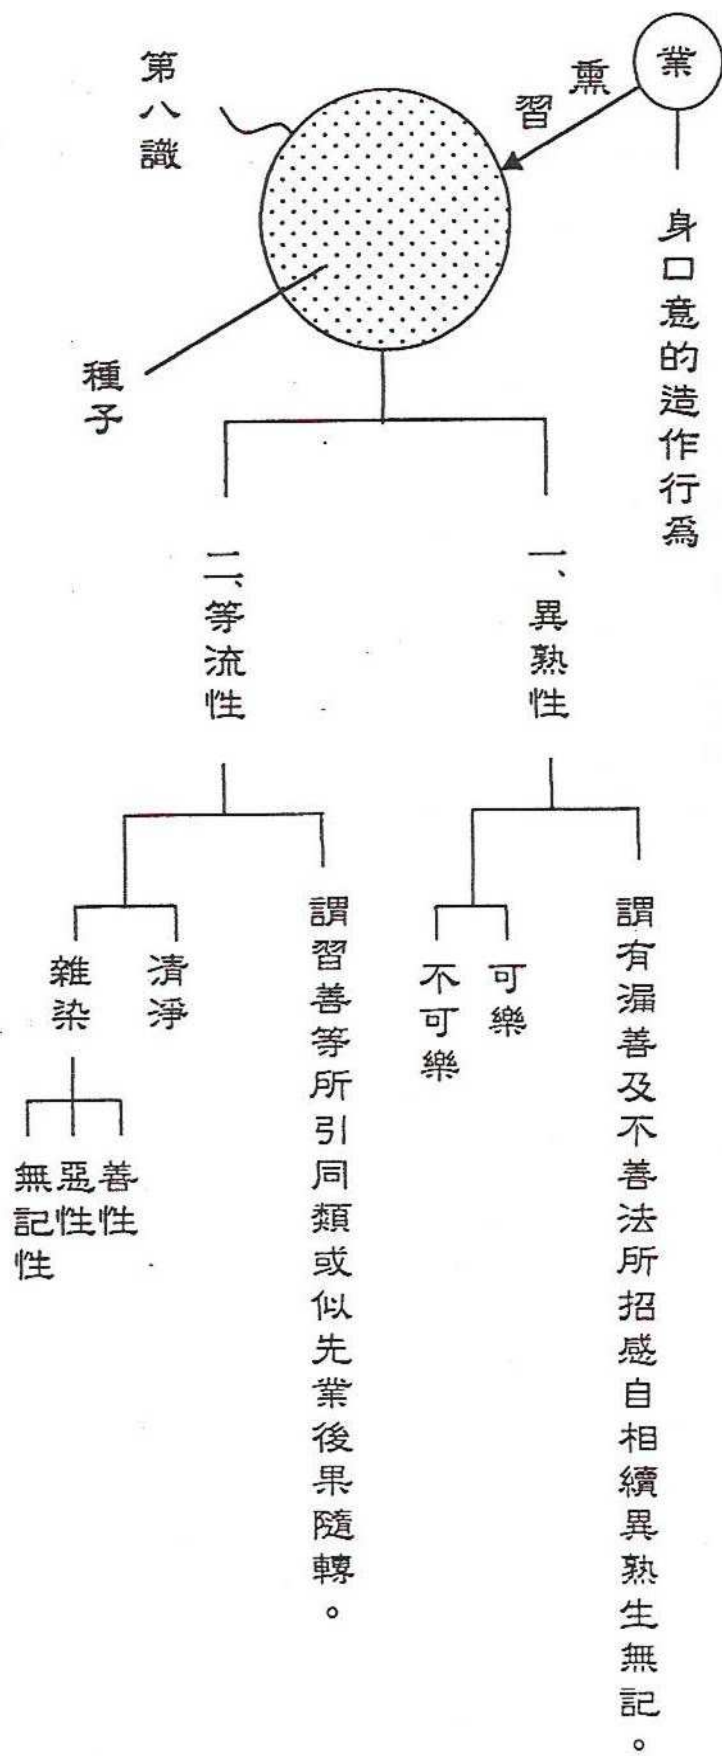 業
身口意的造作行爲
熏習
第八識
種子
一、異熟性
謂有漏善及不善法所招感自相續異熟生無記。
可樂
不可樂
二、等流性
謂習善等所引同類或似先業後果隨轉。
清淨
雜染
善性
惡性
無記性